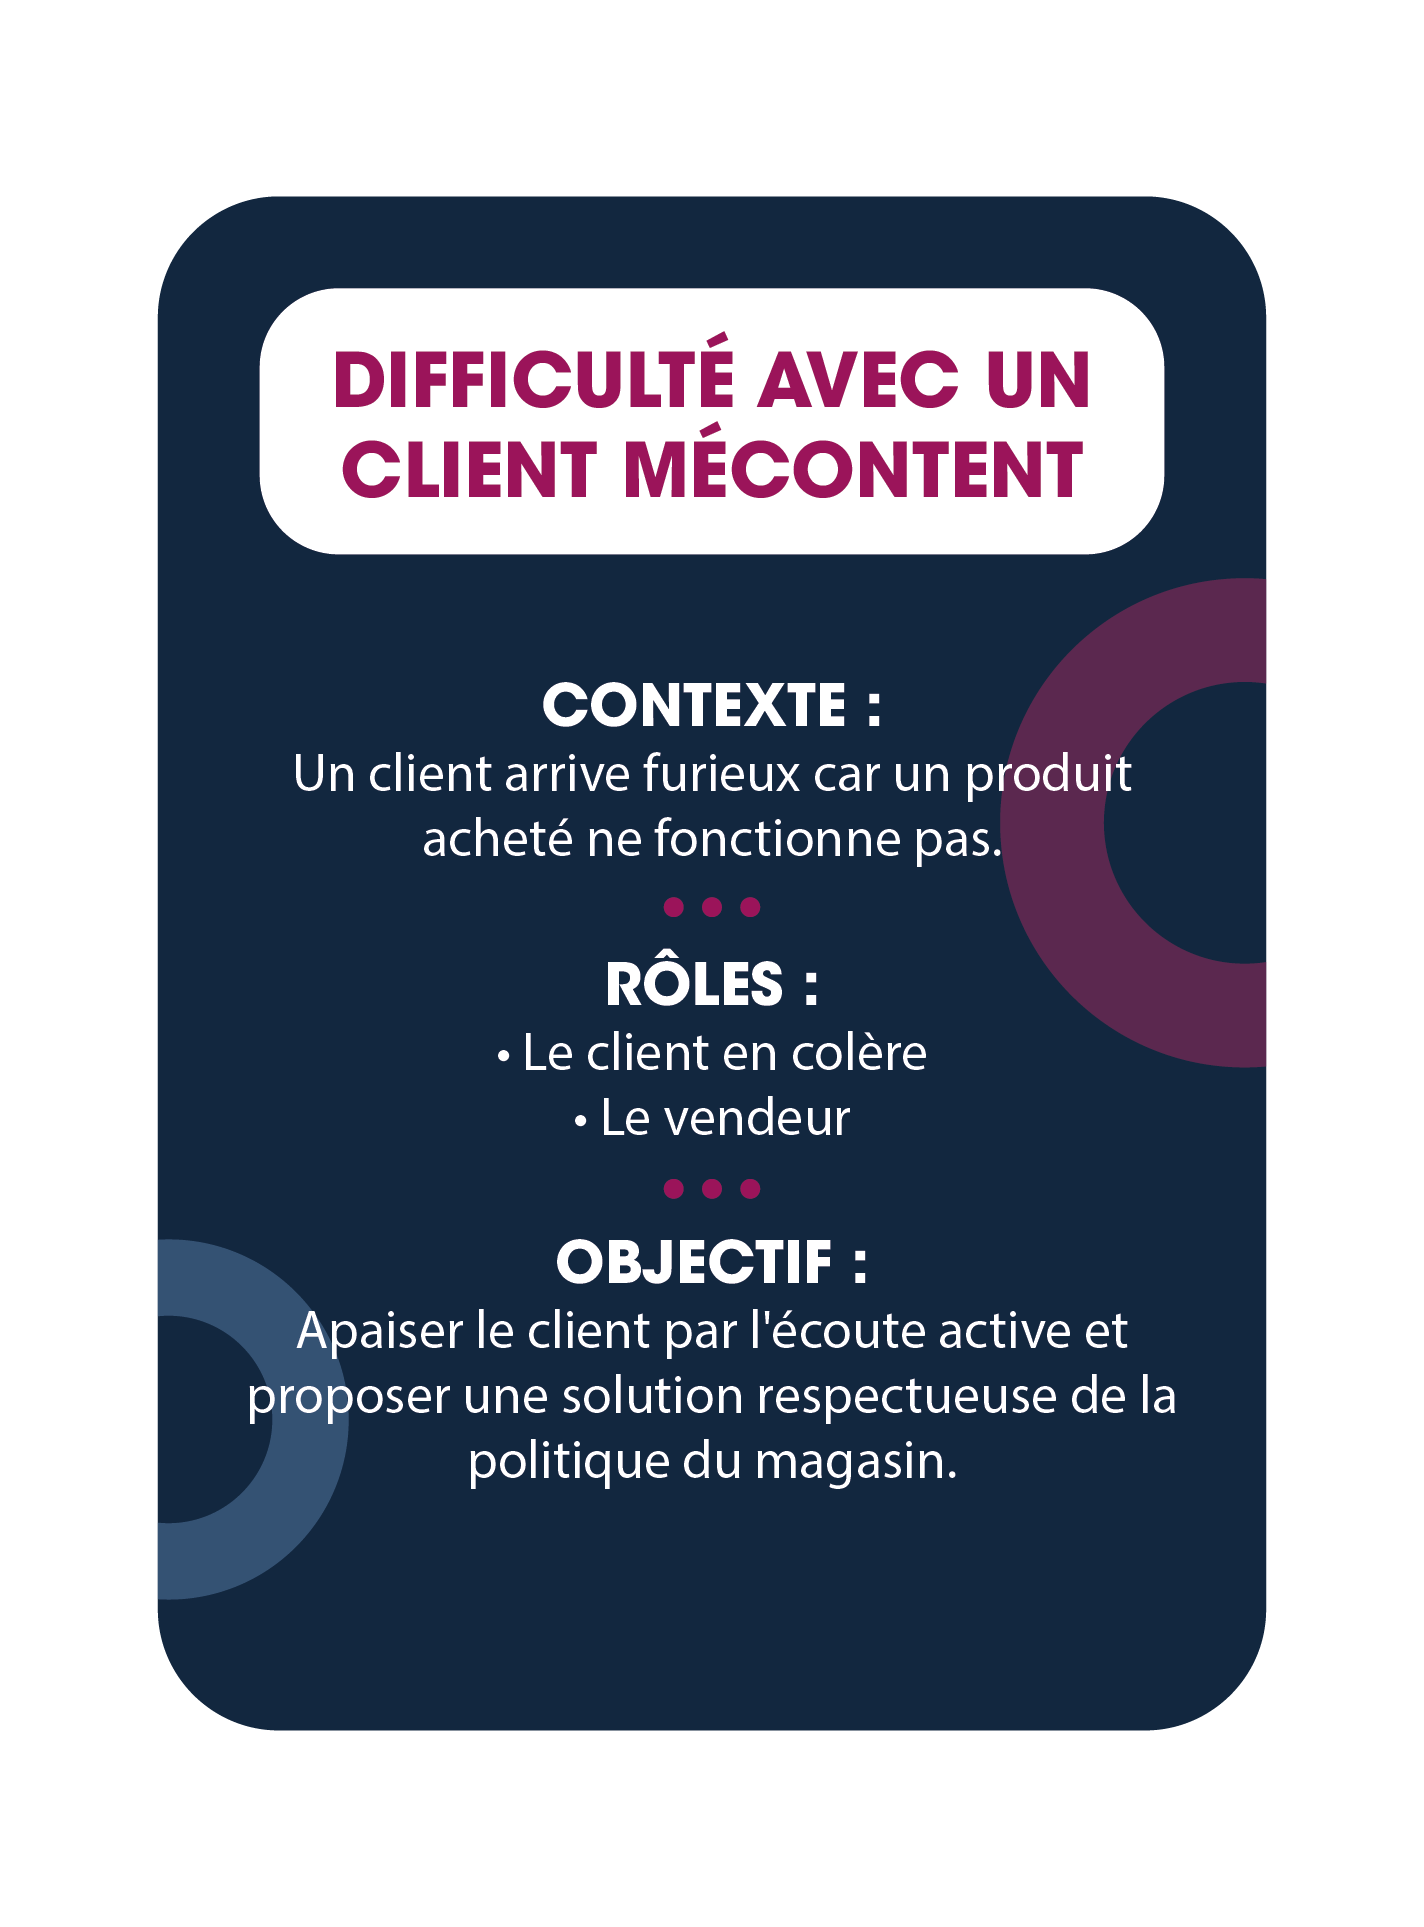 DIFFICULTÉ AVEC UN
CLIENT MÉCONTENT
CONTEXTE :
Un client arrive furieux car un produit
acheté ne fonctionne pas.
RÔLES :
• Le client en colère
• Le vendeur
OBJECTIF :
Apaiser le client par l'écoute active et
proposer une solution respectueuse de la
politique du magasin.